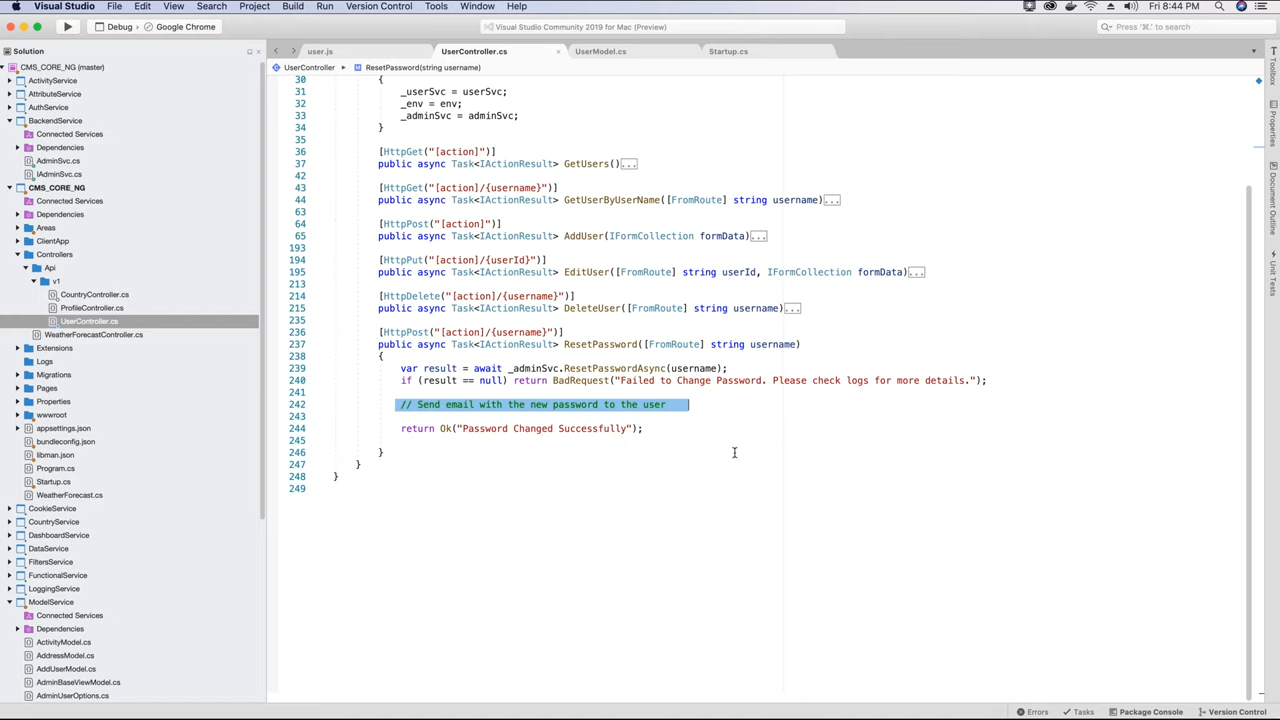 Visual Studio File Edit View Search Project Build Run Version Control Tools Window Help Fri 8:44 PM
Debug Google Chrome Visual Studio Community 2019 for Mac (Preview) Press '⌘.' to search
Solution
CMS_CORE_NG (master)
ActivityService
AttributeService
AuthService
BackendService
Connected Services
Dependencies
AdminSvc.cs
IAdminSvc.cs
CMS_CORE_NG
Connected Services
Dependencies
Areas
ClientApp
Controllers
Api
v1
CountryController.cs
ProfileController.cs
UserController.cs
WeatherForecastController.cs
Extensions
Logs
Migrations
Pages
Properties
wwwroot
appsettings.json
bundleconfig.json
libman.json
Program.cs
Startup.cs
WeatherForecast.cs
CookieService
CountryService
DashboardService
DataService
FiltersService
FunctionalService
LoggingService
ModelService
Connected Services
Dependencies
ActivityModel.cs
AddressModel.cs
AddUserModel.cs
AdminBaseViewModel.cs
AdminUserOptions.cs
user.js UserController.cs UserModel.cs Startup.cs
UserController ResetPassword(string username)
30 {
31 _userSvc = userSvc;
32 _env = env;
33 _adminSvc = adminSvc;
34 }
35
36 [HttpGet("[action]")]
37 public async Task<IActionResult> GetUsers()...
42
43 [HttpGet("[action]/{username}")]
44 public async Task<IActionResult> GetUserByUserName([FromRoute] string username)...
63
64 [HttpPost("[action]")]
65 public async Task<IActionResult> AddUser(IFormCollection formData)...
193
194 [HttpPut("[action]/{userId}")]
195 public async Task<IActionResult> EditUser([FromRoute] string userId, IFormCollection formData)...
213
214 [HttpDelete("[action]/{username}")]
215 public async Task<IActionResult> DeleteUser([FromRoute] string username)...
235
236 [HttpPost("[action]/{username}")]
237 public async Task<IActionResult> ResetPassword([FromRoute] string username)
238 {
239 var result = await _adminSvc.ResetPasswordAsync(username);
240 if (result == null) return BadRequest("Failed to Change Password. Please check logs for more details.");
241
242 // Send email with the new password to the user
243
244 return Ok("Password Changed Successfully");
245
246 }
247 }
248 }
249
Toolbox
Properties
Document Outline
Unit Tests
Errors Tasks Package Console Version Control